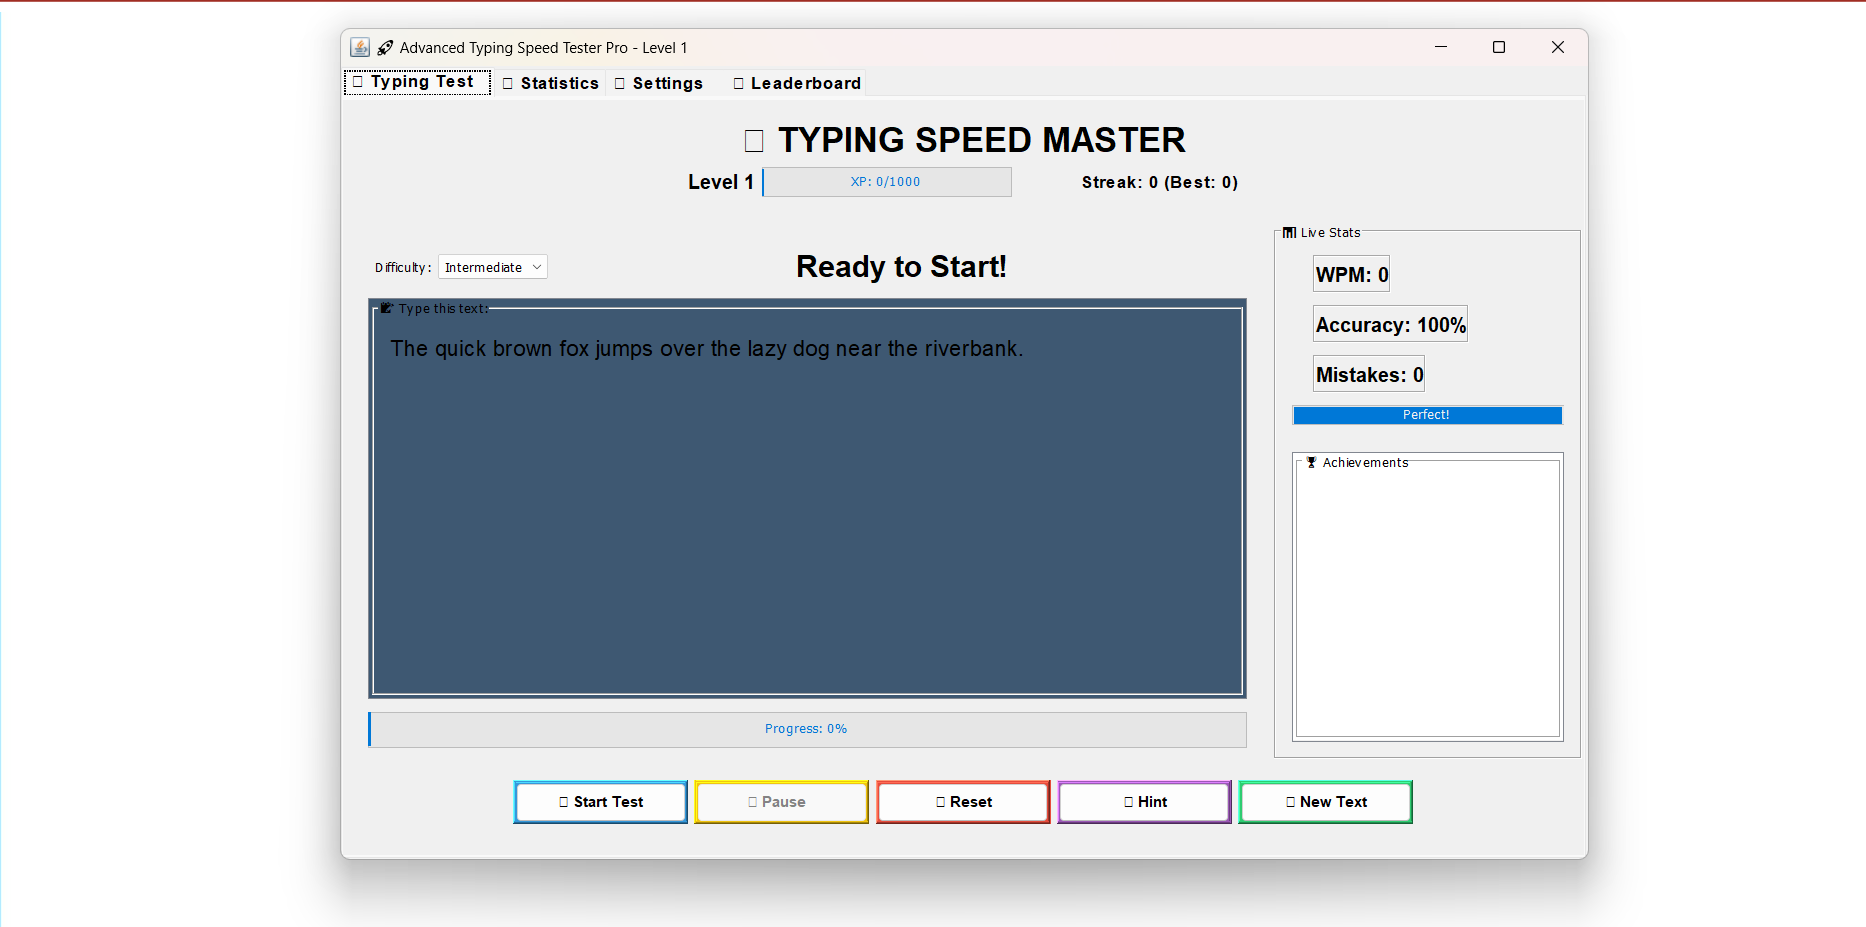 Advanced Typing Speed Tester Pro - Level 1
Typing Test Statistics Settings Leaderboard
TYPING SPEED MASTER
Level 1 XP: 0/1000 Streak: 0 (Best: 0)
Difficulty: Intermediate Ready to Start!
Type this text:
The quick brown fox jumps over the lazy dog near the riverbank.
Progress: 0%
Live Stats
WPM: 0
Accuracy: 100%
Mistakes: 0
Perfect!
Achievements
Start Test Pause Reset Hint New Text